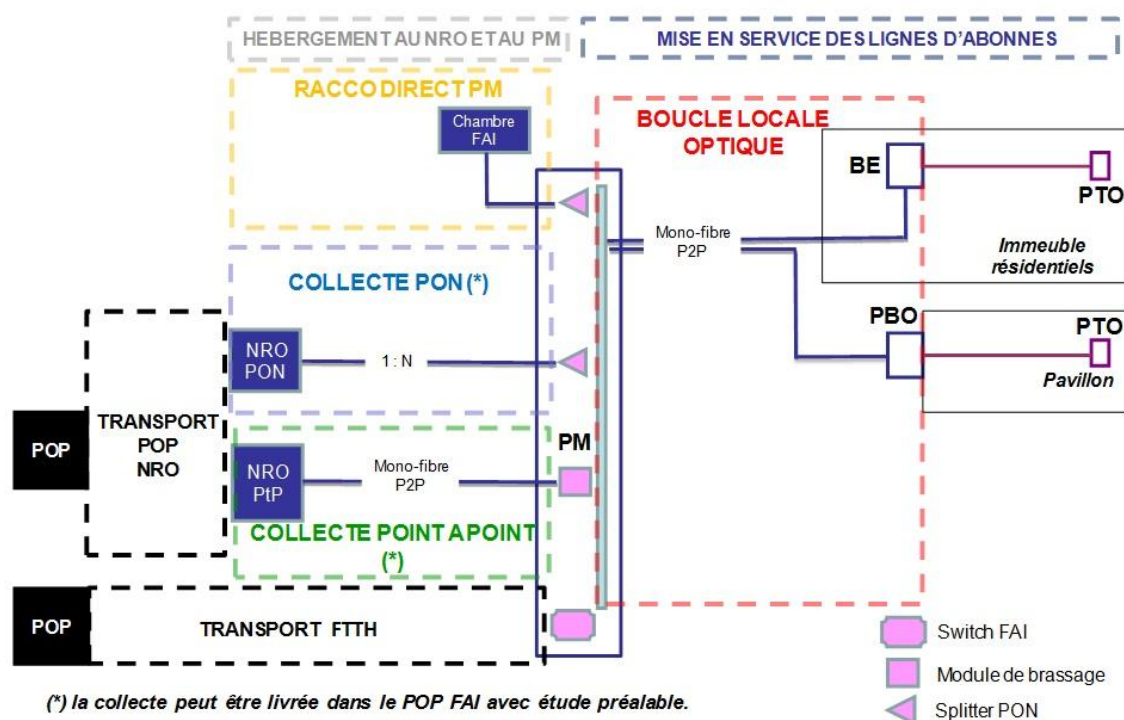 HEBERGEMENT AU NRO ET AU PM
MISE EN SERVICE DES LIGNES D'ABONNES
RACCO DIRECT PM
Chambre
FAI
BOUCLE LOCALE
OPTIQUE
BE
PTO
Mono-fibre
P2P
Immeuble
résidentiels
COLLECTE PON (*)
NRO
PON
1 : N
PBO
PTO
Pavillon
TRANSPORT
POP
NRO
POP
PM
NRO
PtP
Mono-fibre
P2P
COLLECTE POINT A POINT
(*)
POP
TRANSPORT FTTH
Switch FAI
Module de brassage
Splitter PON
(*) la collecte peut être livrée dans le POP FAI avec étude préalable.